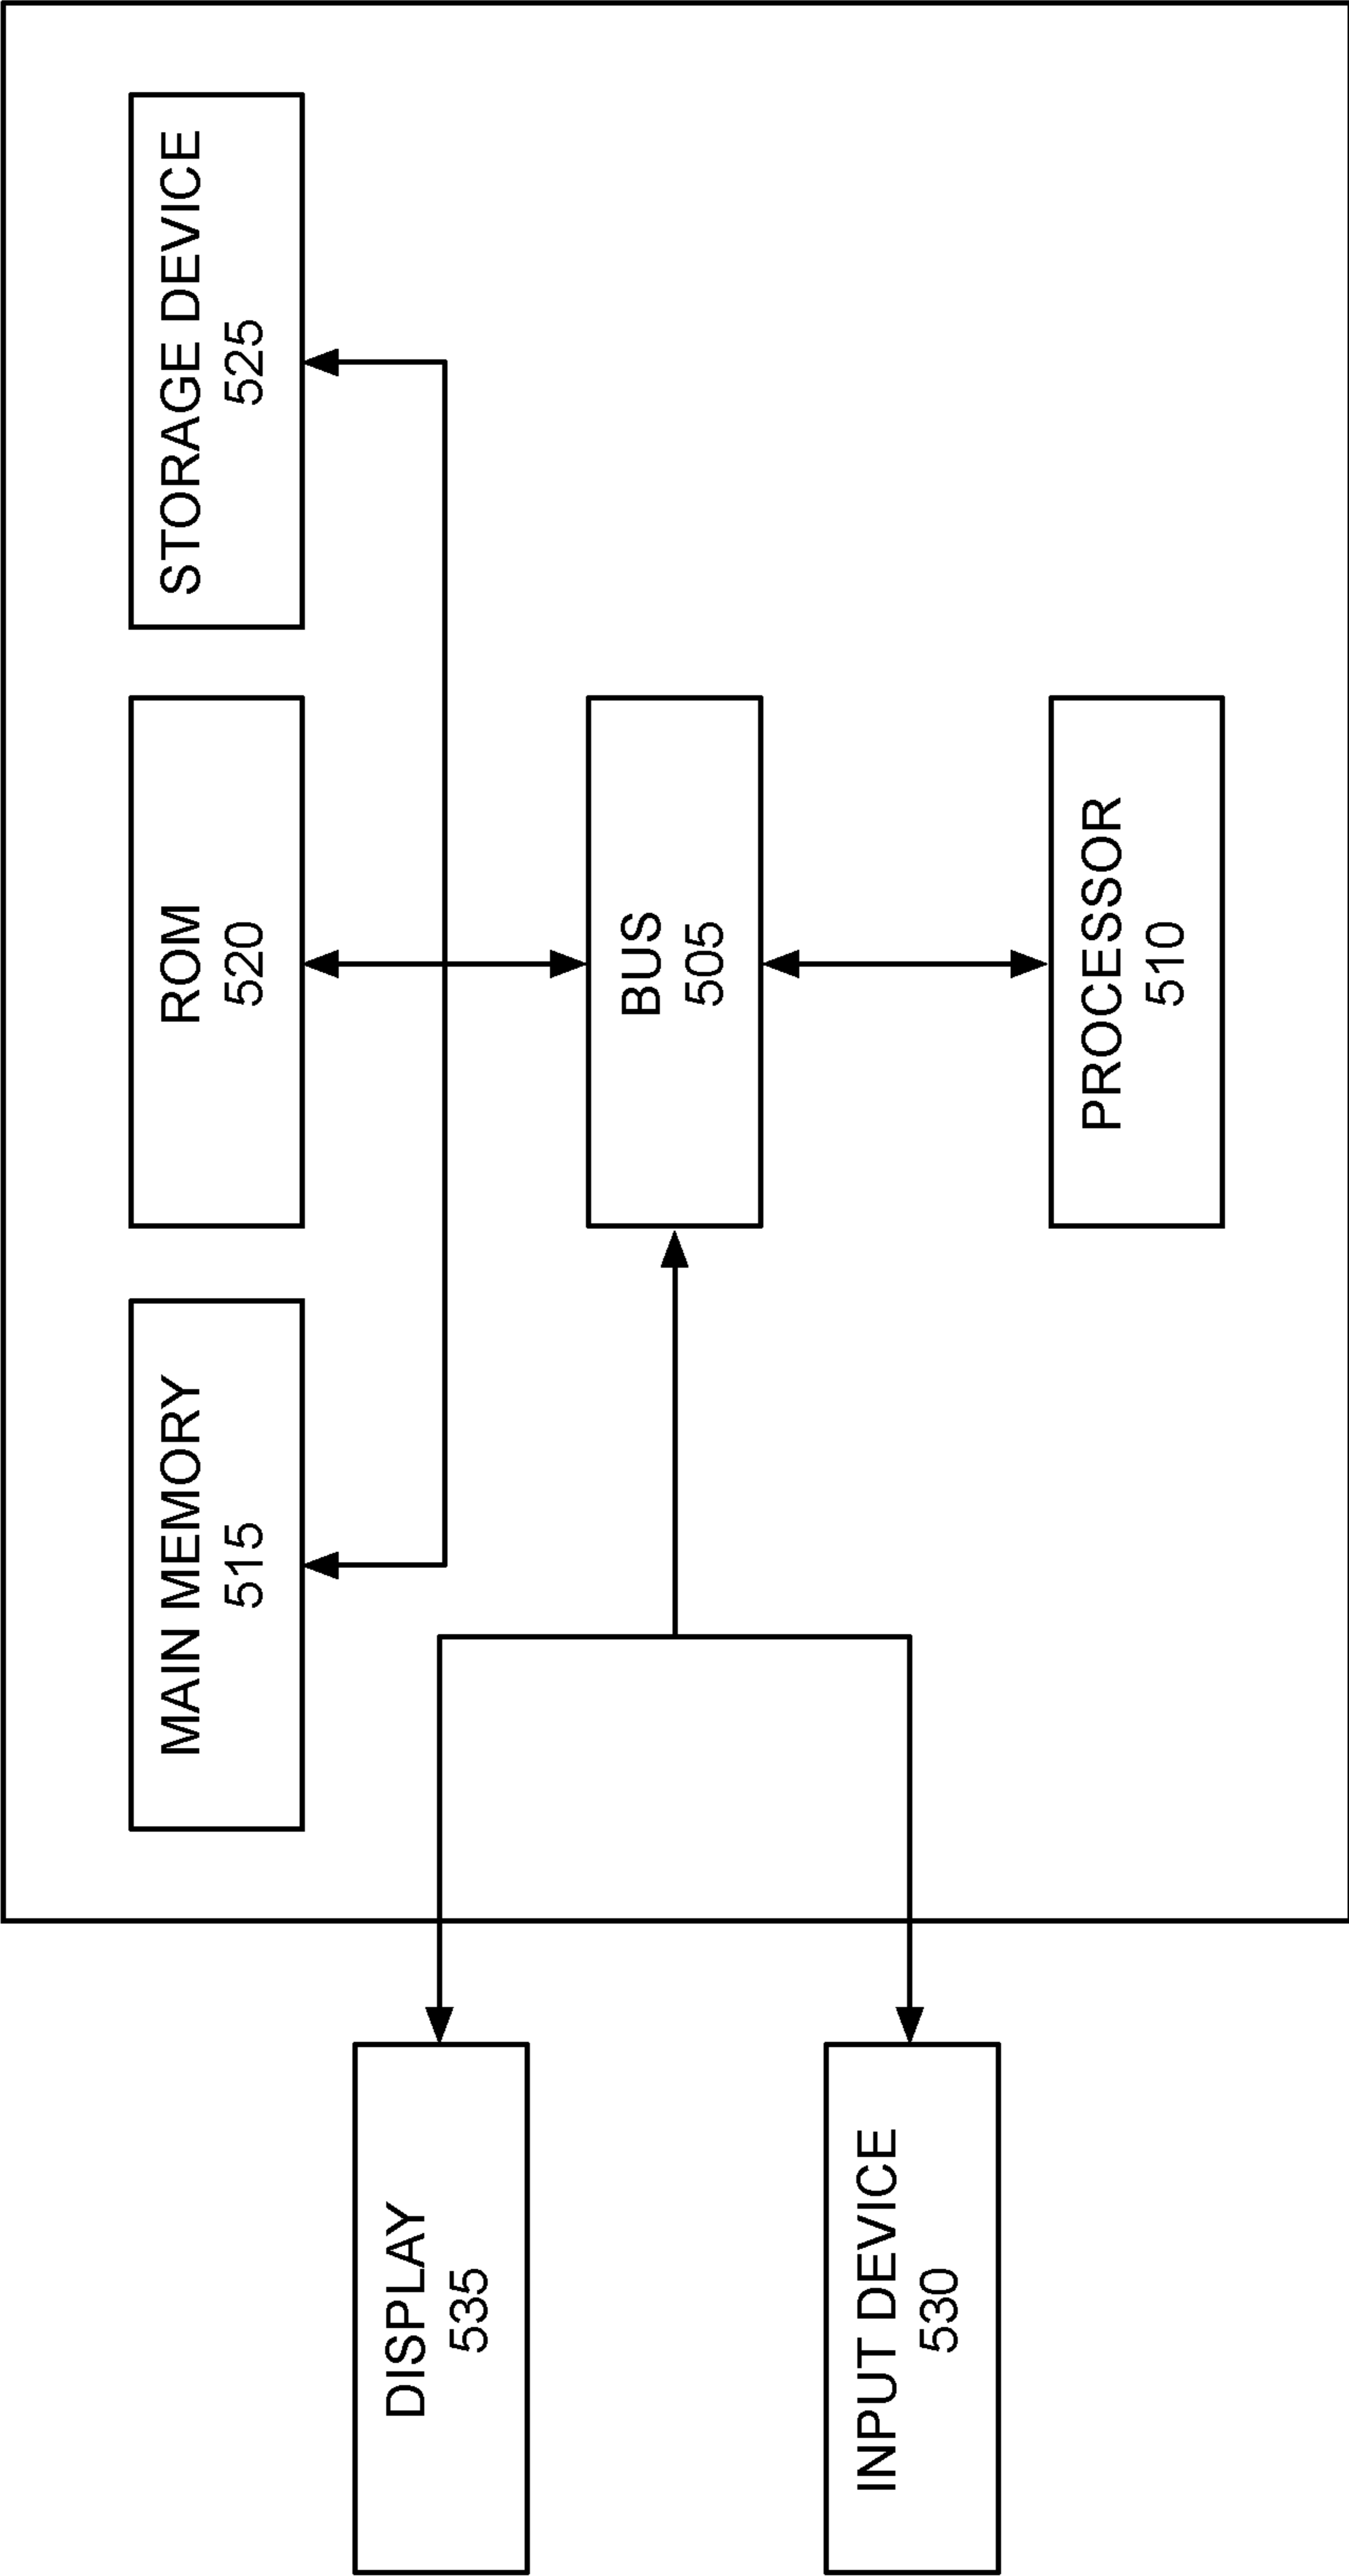 MAIN MEMORY
515
ROM
520
STORAGE DEVICE
525
DISPLAY
535
BUS
505
INPUT DEVICE
530
PROCESSOR
510